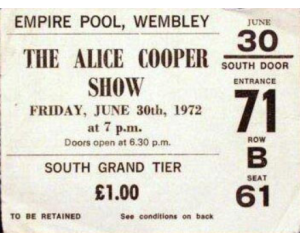 EMPIRE POOL, WEMBLEY
THE ALICE COOPER
SHOW
FRIDAY, JUNE 30th, 1972
at 7 p.m.
Doors open at 6.30 p.m.
SOUTH GRAND TIER
£1.00
TO BE RETAINED See conditions on back
JUNE
30
SOUTH DOOR
ENTRANCE
71
ROW
B
SEAT
61